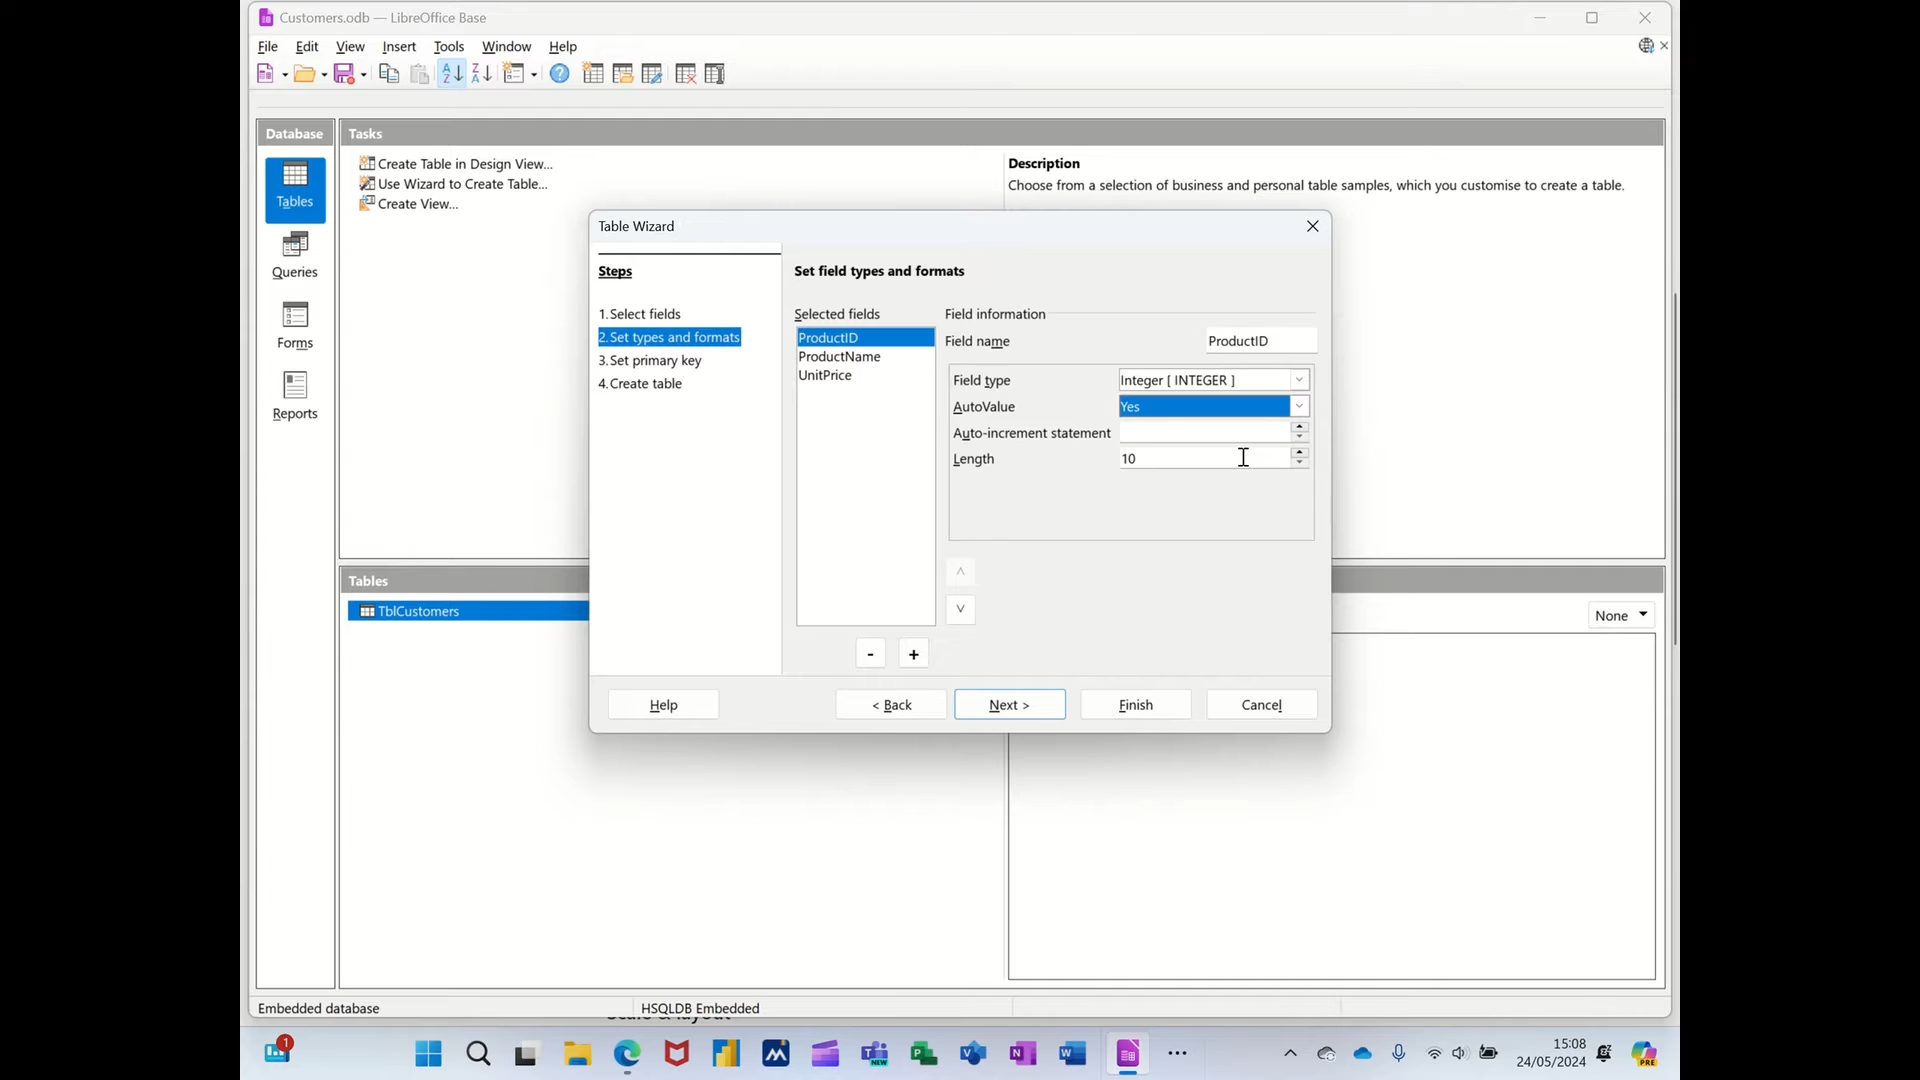 Customers.odb — LibreOffice Base
File Edit View Insert Tools Window Help
Database
Tables
Queries
Forms
Reports
Tasks
Create Table in Design View...
Use Wizard to Create Table...
Create View...
Description
Choose from a selection of business and personal table samples, which you customise to create a table.
Table Wizard
Steps
1.Select fields
2.Set types and formats
3.Set primary key
4.Create table
Set field types and formats
Selected fields
ProductID
ProductName
UnitPrice
- +
Field information
Field name ProductID
Field type Integer [ INTEGER ]
AutoValue Yes
Auto-increment statement
Length 10
Help < Back Next > Finish Cancel
Tables
TblCustomers
None
Embedded database HSQLDB Embedded
Scale & layout
1
NEW
15:08
24/05/2024
PRE